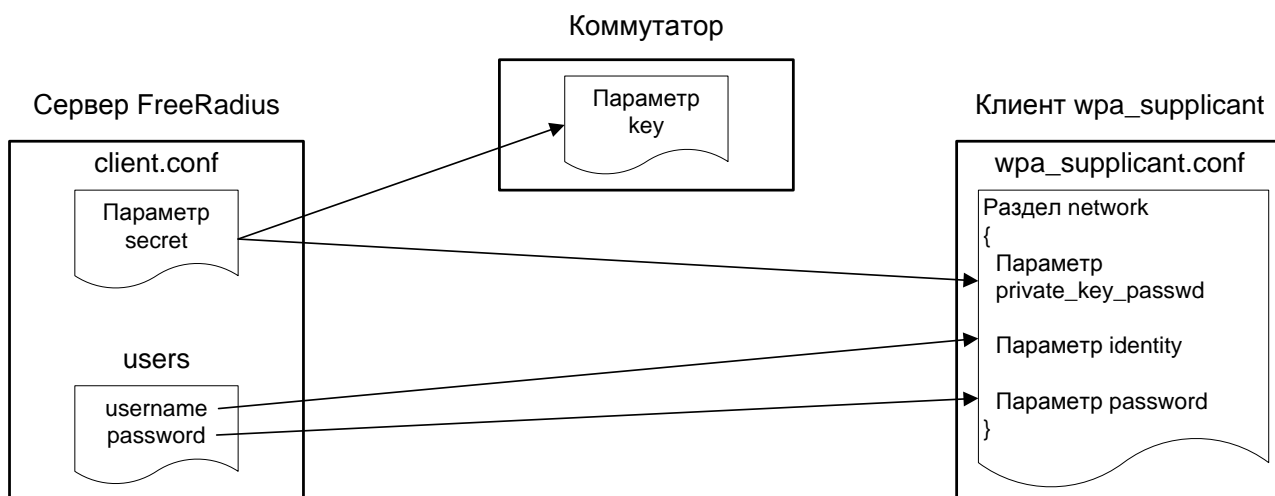 Коммутатор
Параметр
key
Сервер FreeRadius
client.conf
Параметр
secret
users
username
password
Клиент wpa_supplicant
wpa_supplicant.conf
Раздел network
{
Параметр
private_key_passwd
Параметр identity
Параметр password
}